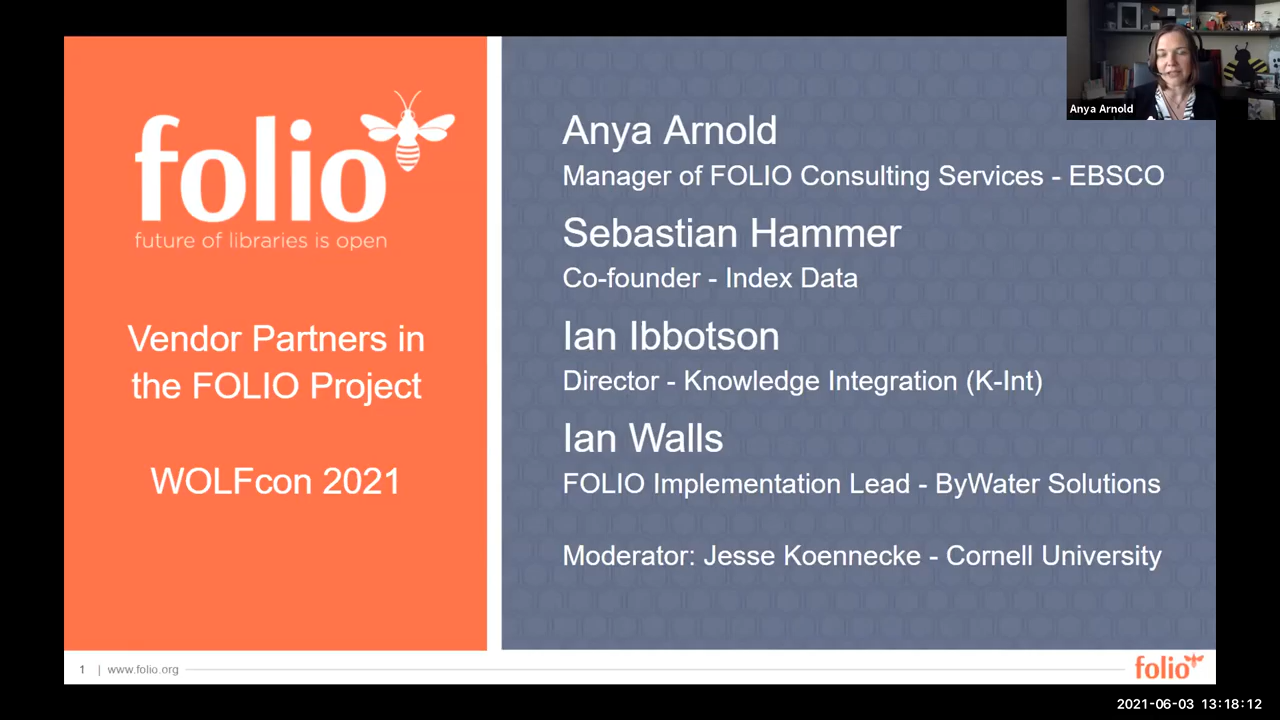 folio
future of libraries is open
Vendor Partners in
the FOLIO Project
WOLFcon 2021
Anya Arnold
Manager of FOLIO Consulting Services - EBSCO
Sebastian Hammer
Co-founder - Index Data
Ian Ibbotson
Director - Knowledge Integration (K-Int)
Ian Walls
FOLIO Implementation Lead - ByWater Solutions
Moderator: Jesse Koennecke - Cornell University
Anya Arnold
1 | www.folio.org
folio
2021-06-03 13:18:12